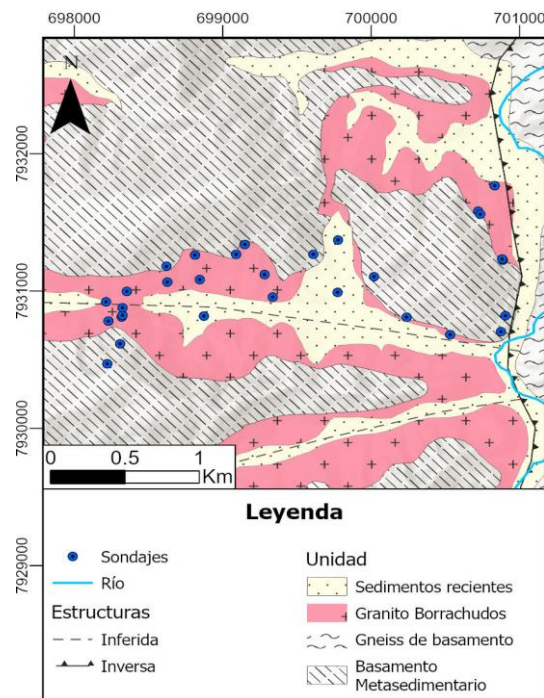 698000 699000 700000 701000
N
7932000
7931000
7930000
7929000
0 0.5 1
Km
Leyenda
Sondajes
Río
Estructuras
Inferida
Inversa
Unidad
Sedimentos recientes
Granito Borrachudos
Gneiss de basamento
Basamento
Metasedimentario